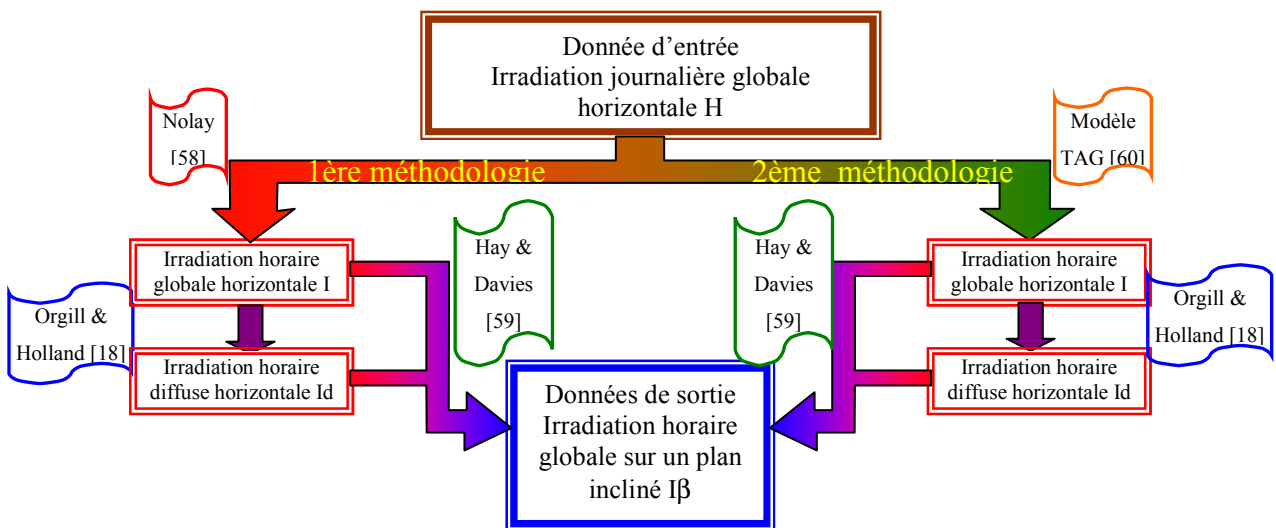 Donnée d'entrée
Irradiation journalière globale
horizontale H
Nolay
[58]
Modèle
TAG [60]
1ère méthodologie
2ème méthodologie
Irradiation horaire
globale horizontale I
Hay &
Davies
[59]
Hay &
Davies
[59]
Irradiation horaire
globale horizontale I
Orgill &
Holland [18]
Orgill &
Holland [18]
Irradiation horaire
diffuse horizontale Id
Irradiation horaire
diffuse horizontale Id
Données de sortie
Irradiation horaire
globale sur un plan
incliné Iβ